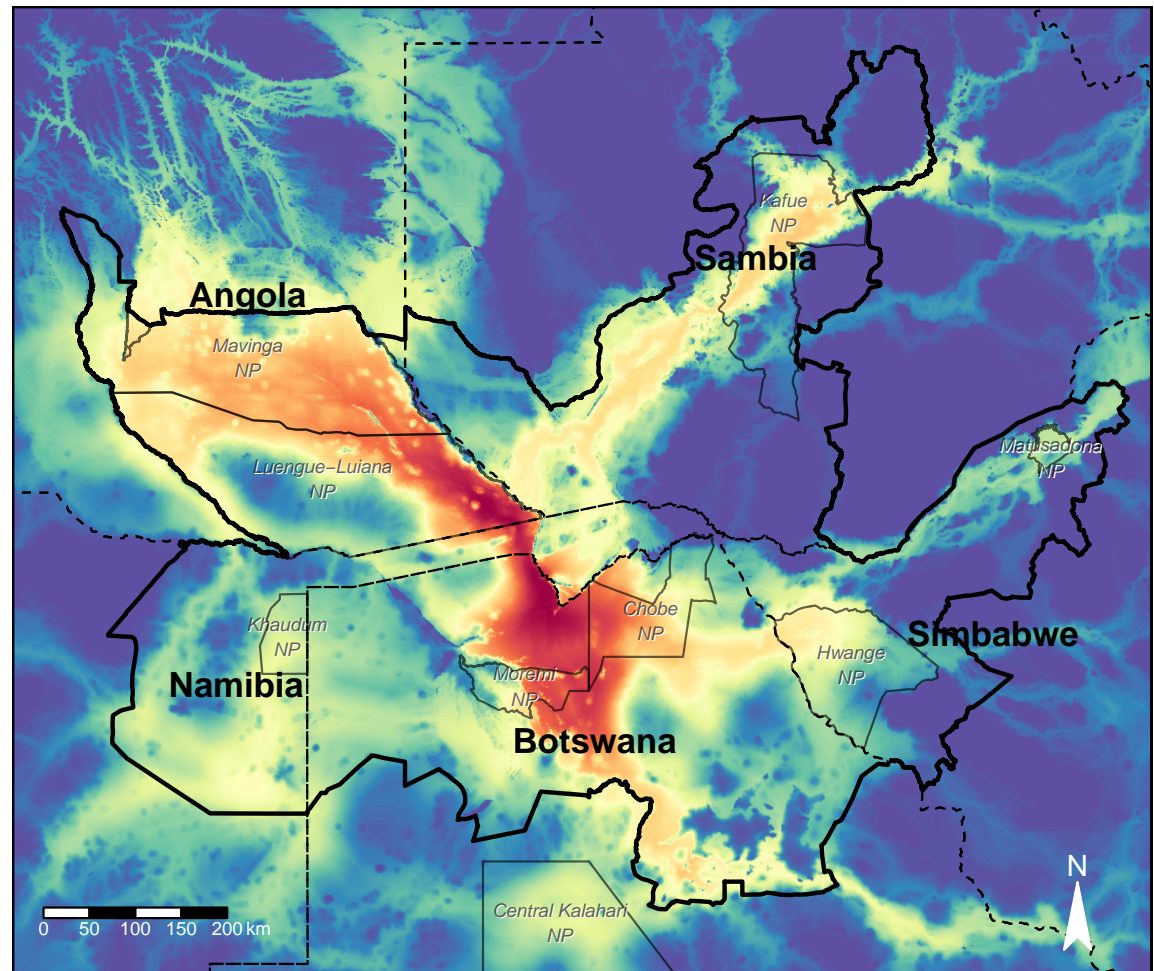 Kafue
NP
Sambia
Angola
Mavinga
NP
Luengue–Luiana
NP
Matusadona
NP
Khaudum
NP
Chobe
NP
Simbabwe
Hwange
NP
Namibia
Moremi
NP
Botswana
Central Kalahari
NP
N
0 50 100 150 200 km